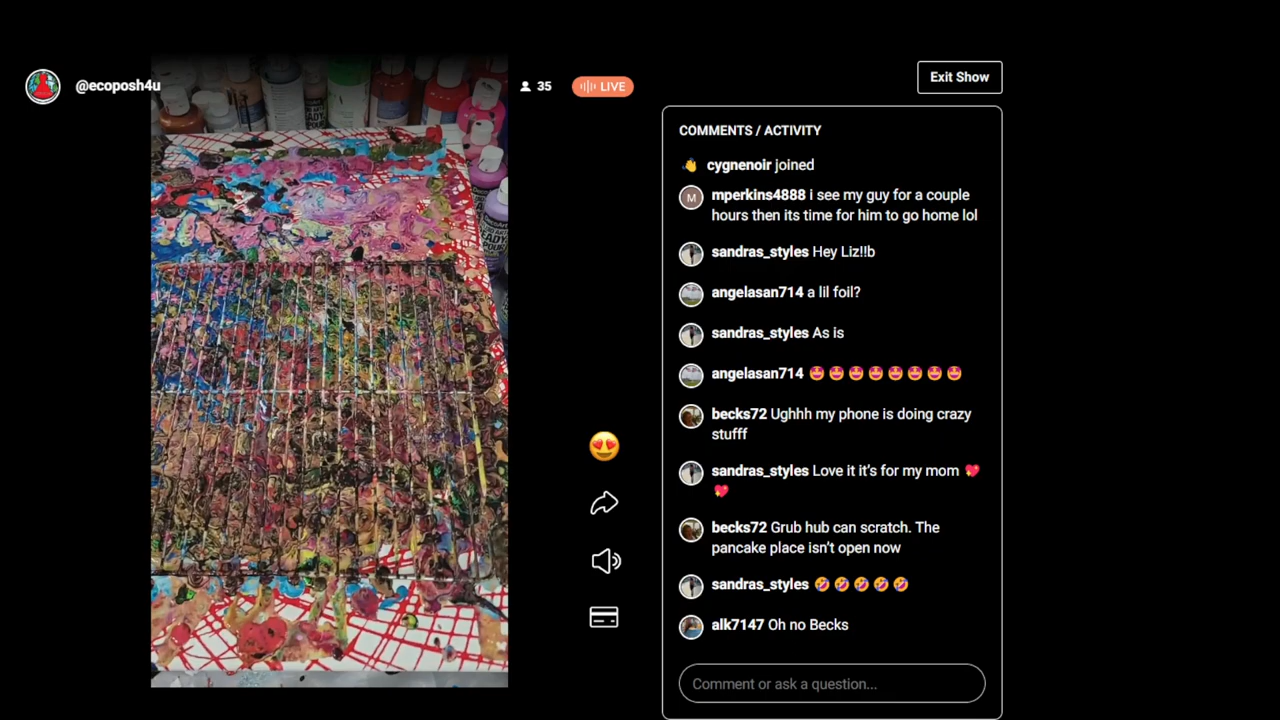 @ecoposh4u
35
LIVE
Exit Show
COMMENTS / ACTIVITY
cygnenoir joined
M
mperkins4888 i see my guy for a couple
hours then its time for him to go home lol
sandras_styles Hey Liz!!b
angelasan714 a lil foil?
sandras_styles As is
angelasan714 🤩🤩🤩🤩🤩🤩🤩🤩
becks72 Ughhh my phone is doing crazy
stufff
sandras_styles Love it it's for my mom 💖
💖
becks72 Grub hub can scratch. The
pancake place isn't open now
sandras_styles 🤣🤣🤣🤣🤣
alk7147 Oh no Becks
Comment or ask a question...